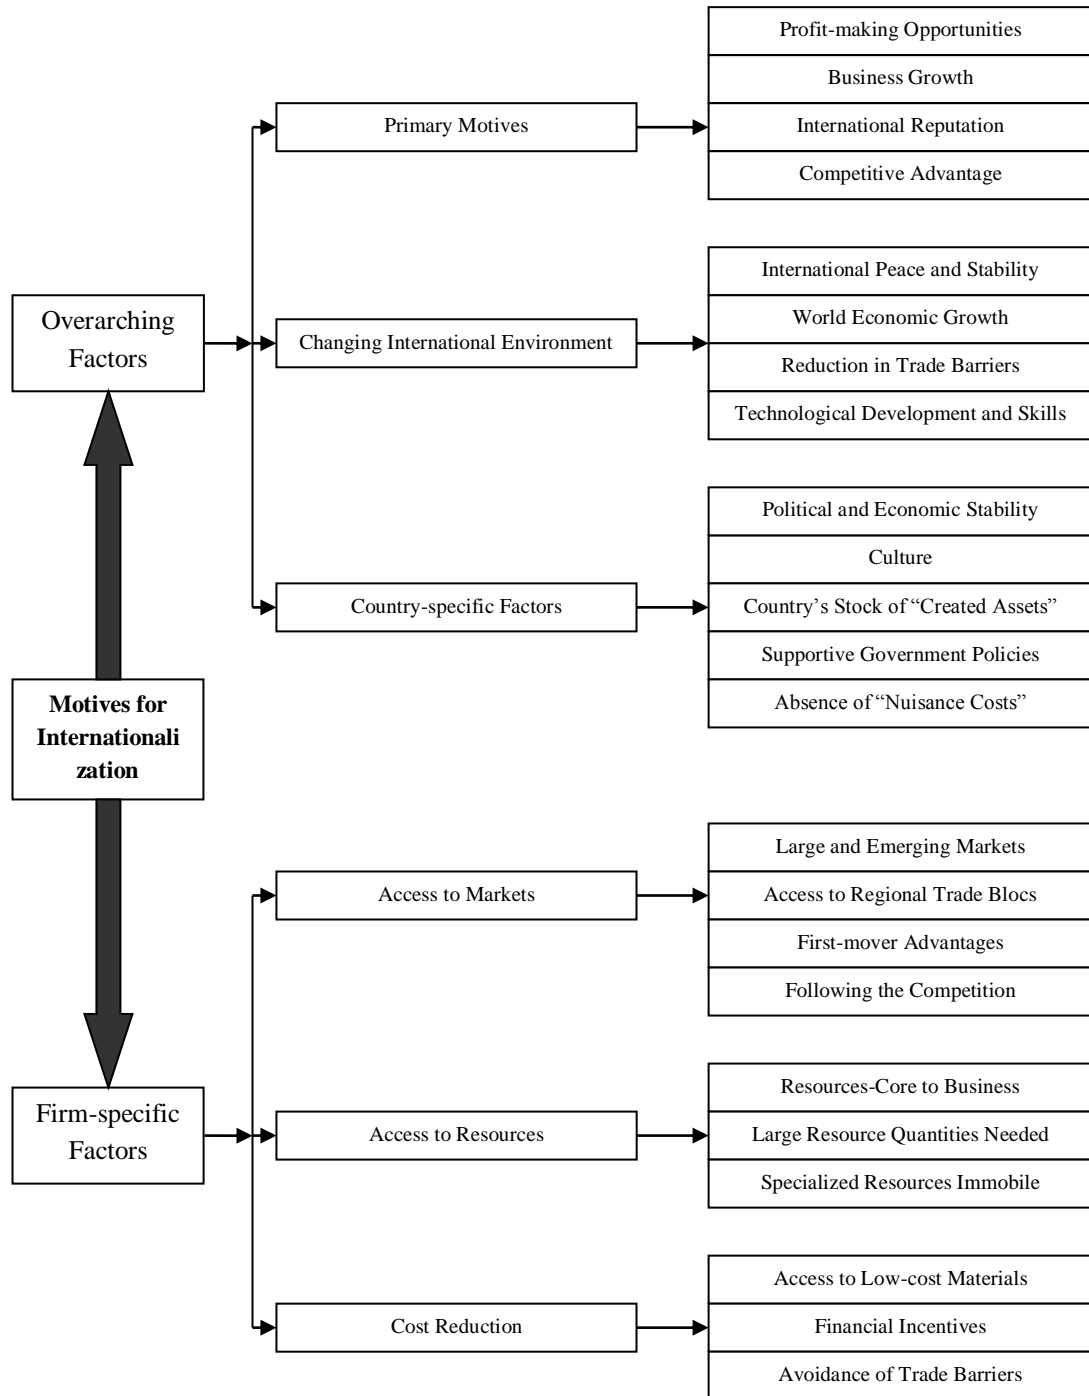 Profit-making Opportunities
Business Growth
Primary Motives
International Reputation
Competitive Advantage
International Peace and Stability
Overarching
Factors
World Economic Growth
Changing International Environment
Reduction in Trade Barriers
Technological Development and Skills
Political and Economic Stability
Culture
Country-specific Factors
Country’s Stock of “Created Assets”
Supportive Government Policies
Absence of “Nuisance Costs”
Motives for
Internationali
zation
Large and Emerging Markets
Access to Markets
Access to Regional Trade Blocs
First-mover Advantages
Following the Competition
Resources-Core to Business
Firm-specific
Factors
Access to Resources
Large Resource Quantities Needed
Specialized Resources Immobile
Access to Low-cost Materials
Cost Reduction
Financial Incentives
Avoidance of Trade Barriers